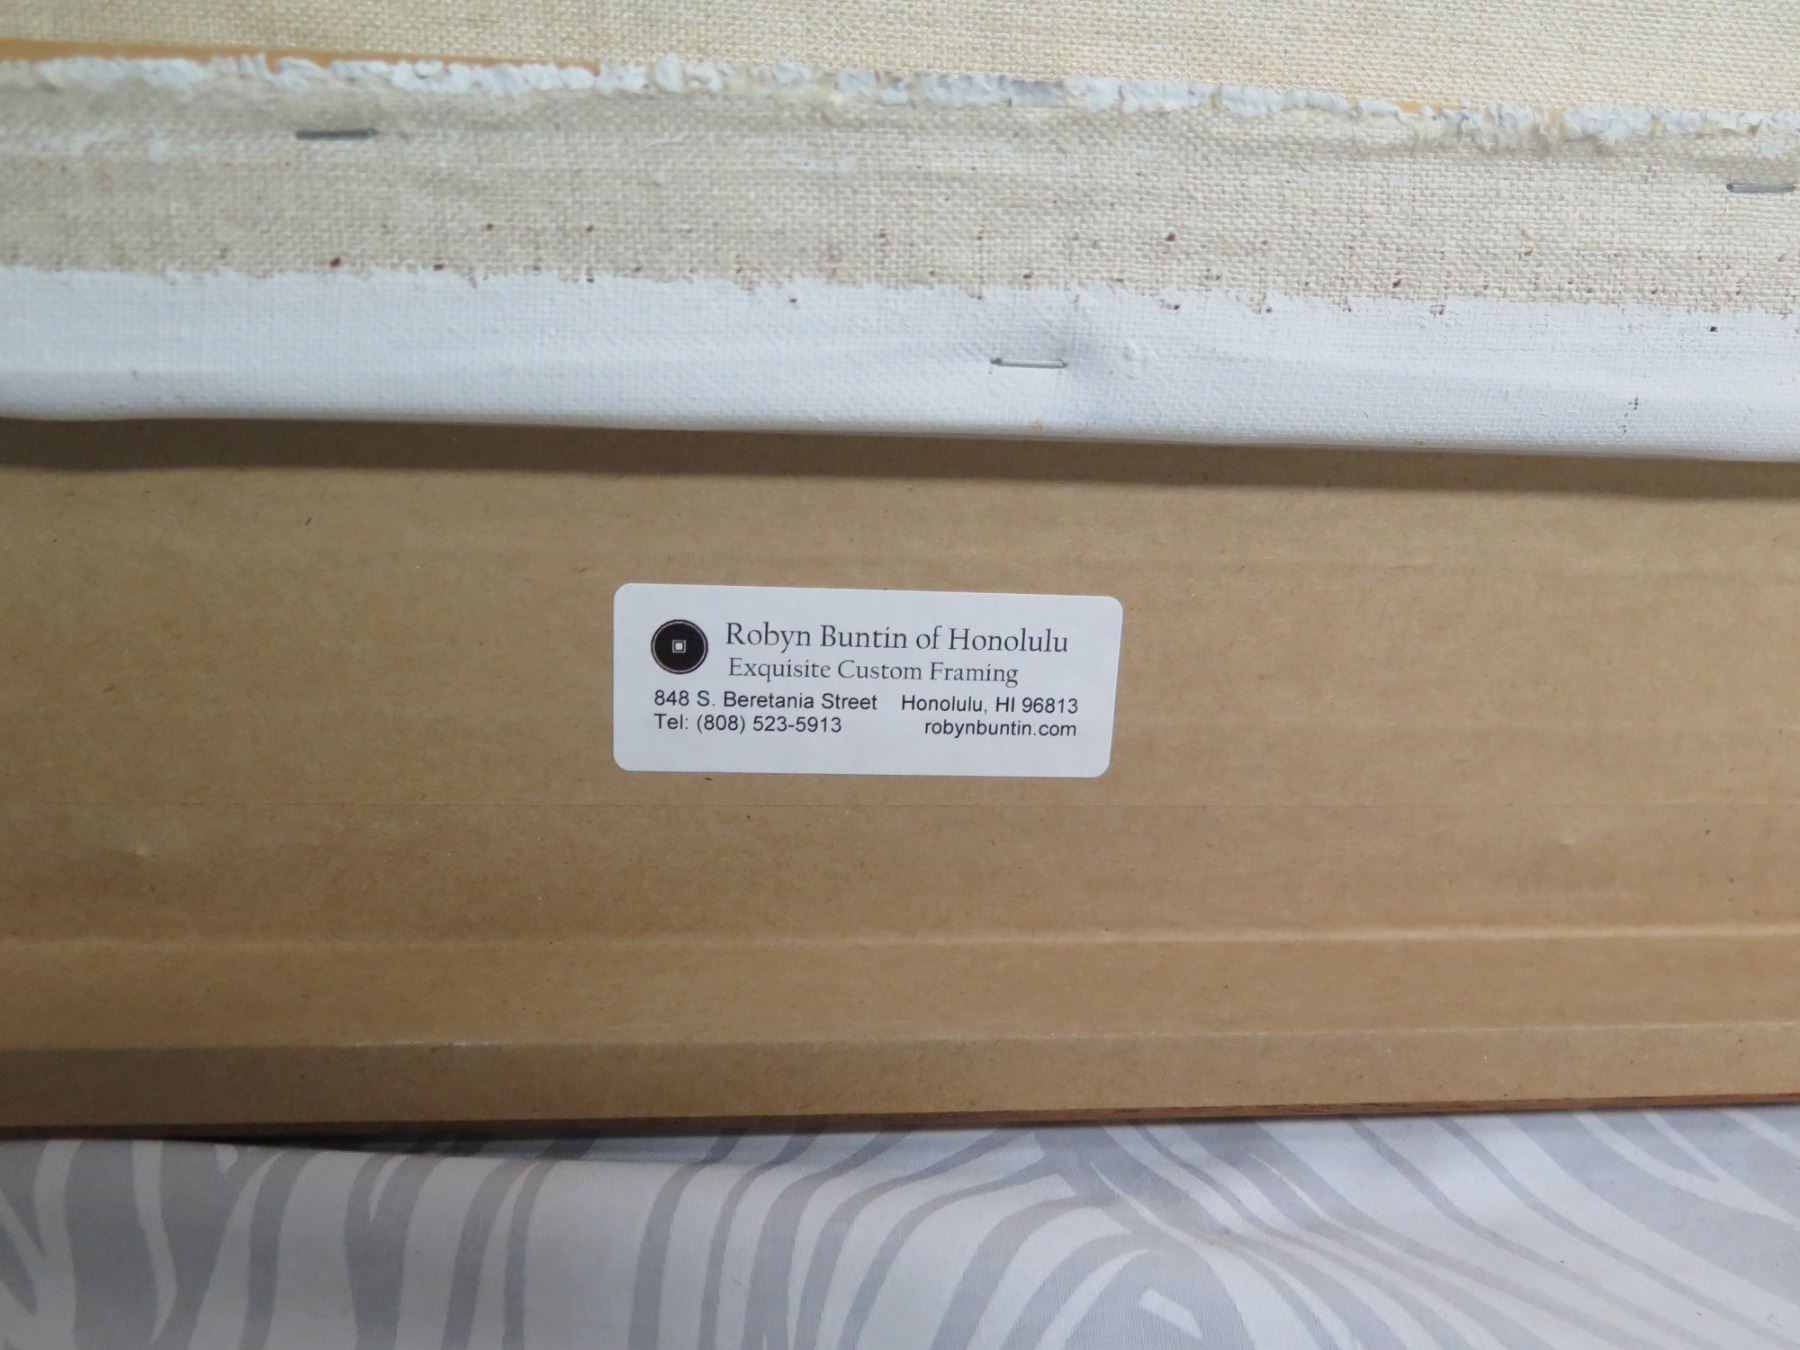 Robyn Buntin of Honolulu
Exquisite Custom Framing
848 S. Beretania Street Honolulu, HI 96813
Tel: (808) 523-5913 robynbuntin.com